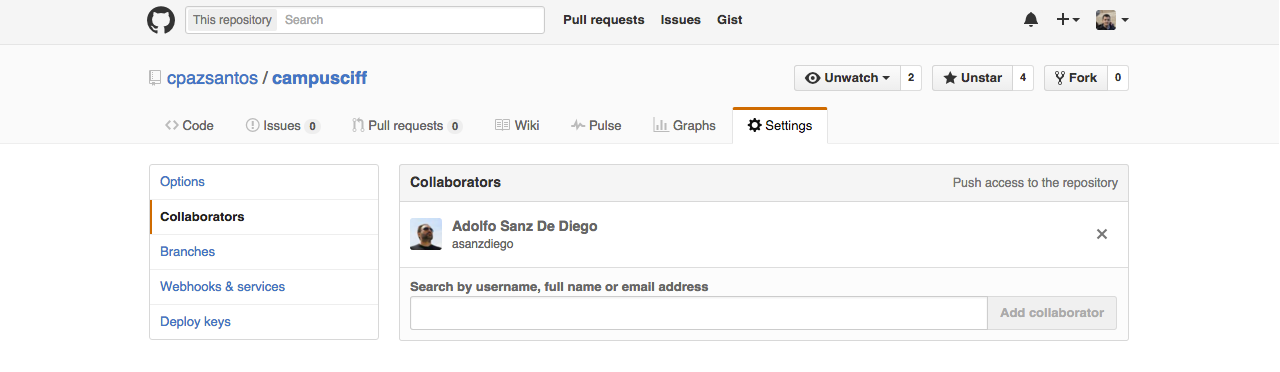 This repository Search Pull requests Issues Gist
cpazsantos / campusciff Unwatch 2 Unstar 4 Fork 0
Code Issues 0 Pull requests 0 Wiki Pulse Graphs Settings
Options
Collaborators
Branches
Webhooks & services
Deploy keys
Collaborators Push access to the repository
Adolfo Sanz De Diego
asanzdiego
Search by username, full name or email address
Add collaborator